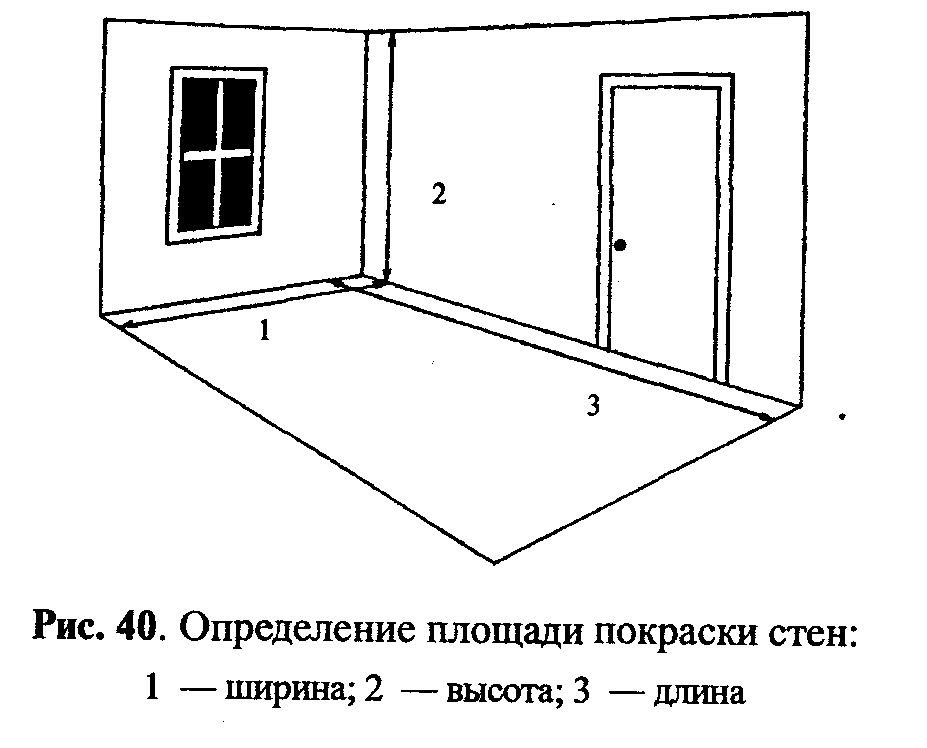 2
1
3
Рис. 40. Определение площади покраски стен:
1 — ширина; 2 — высота; 3 — длина